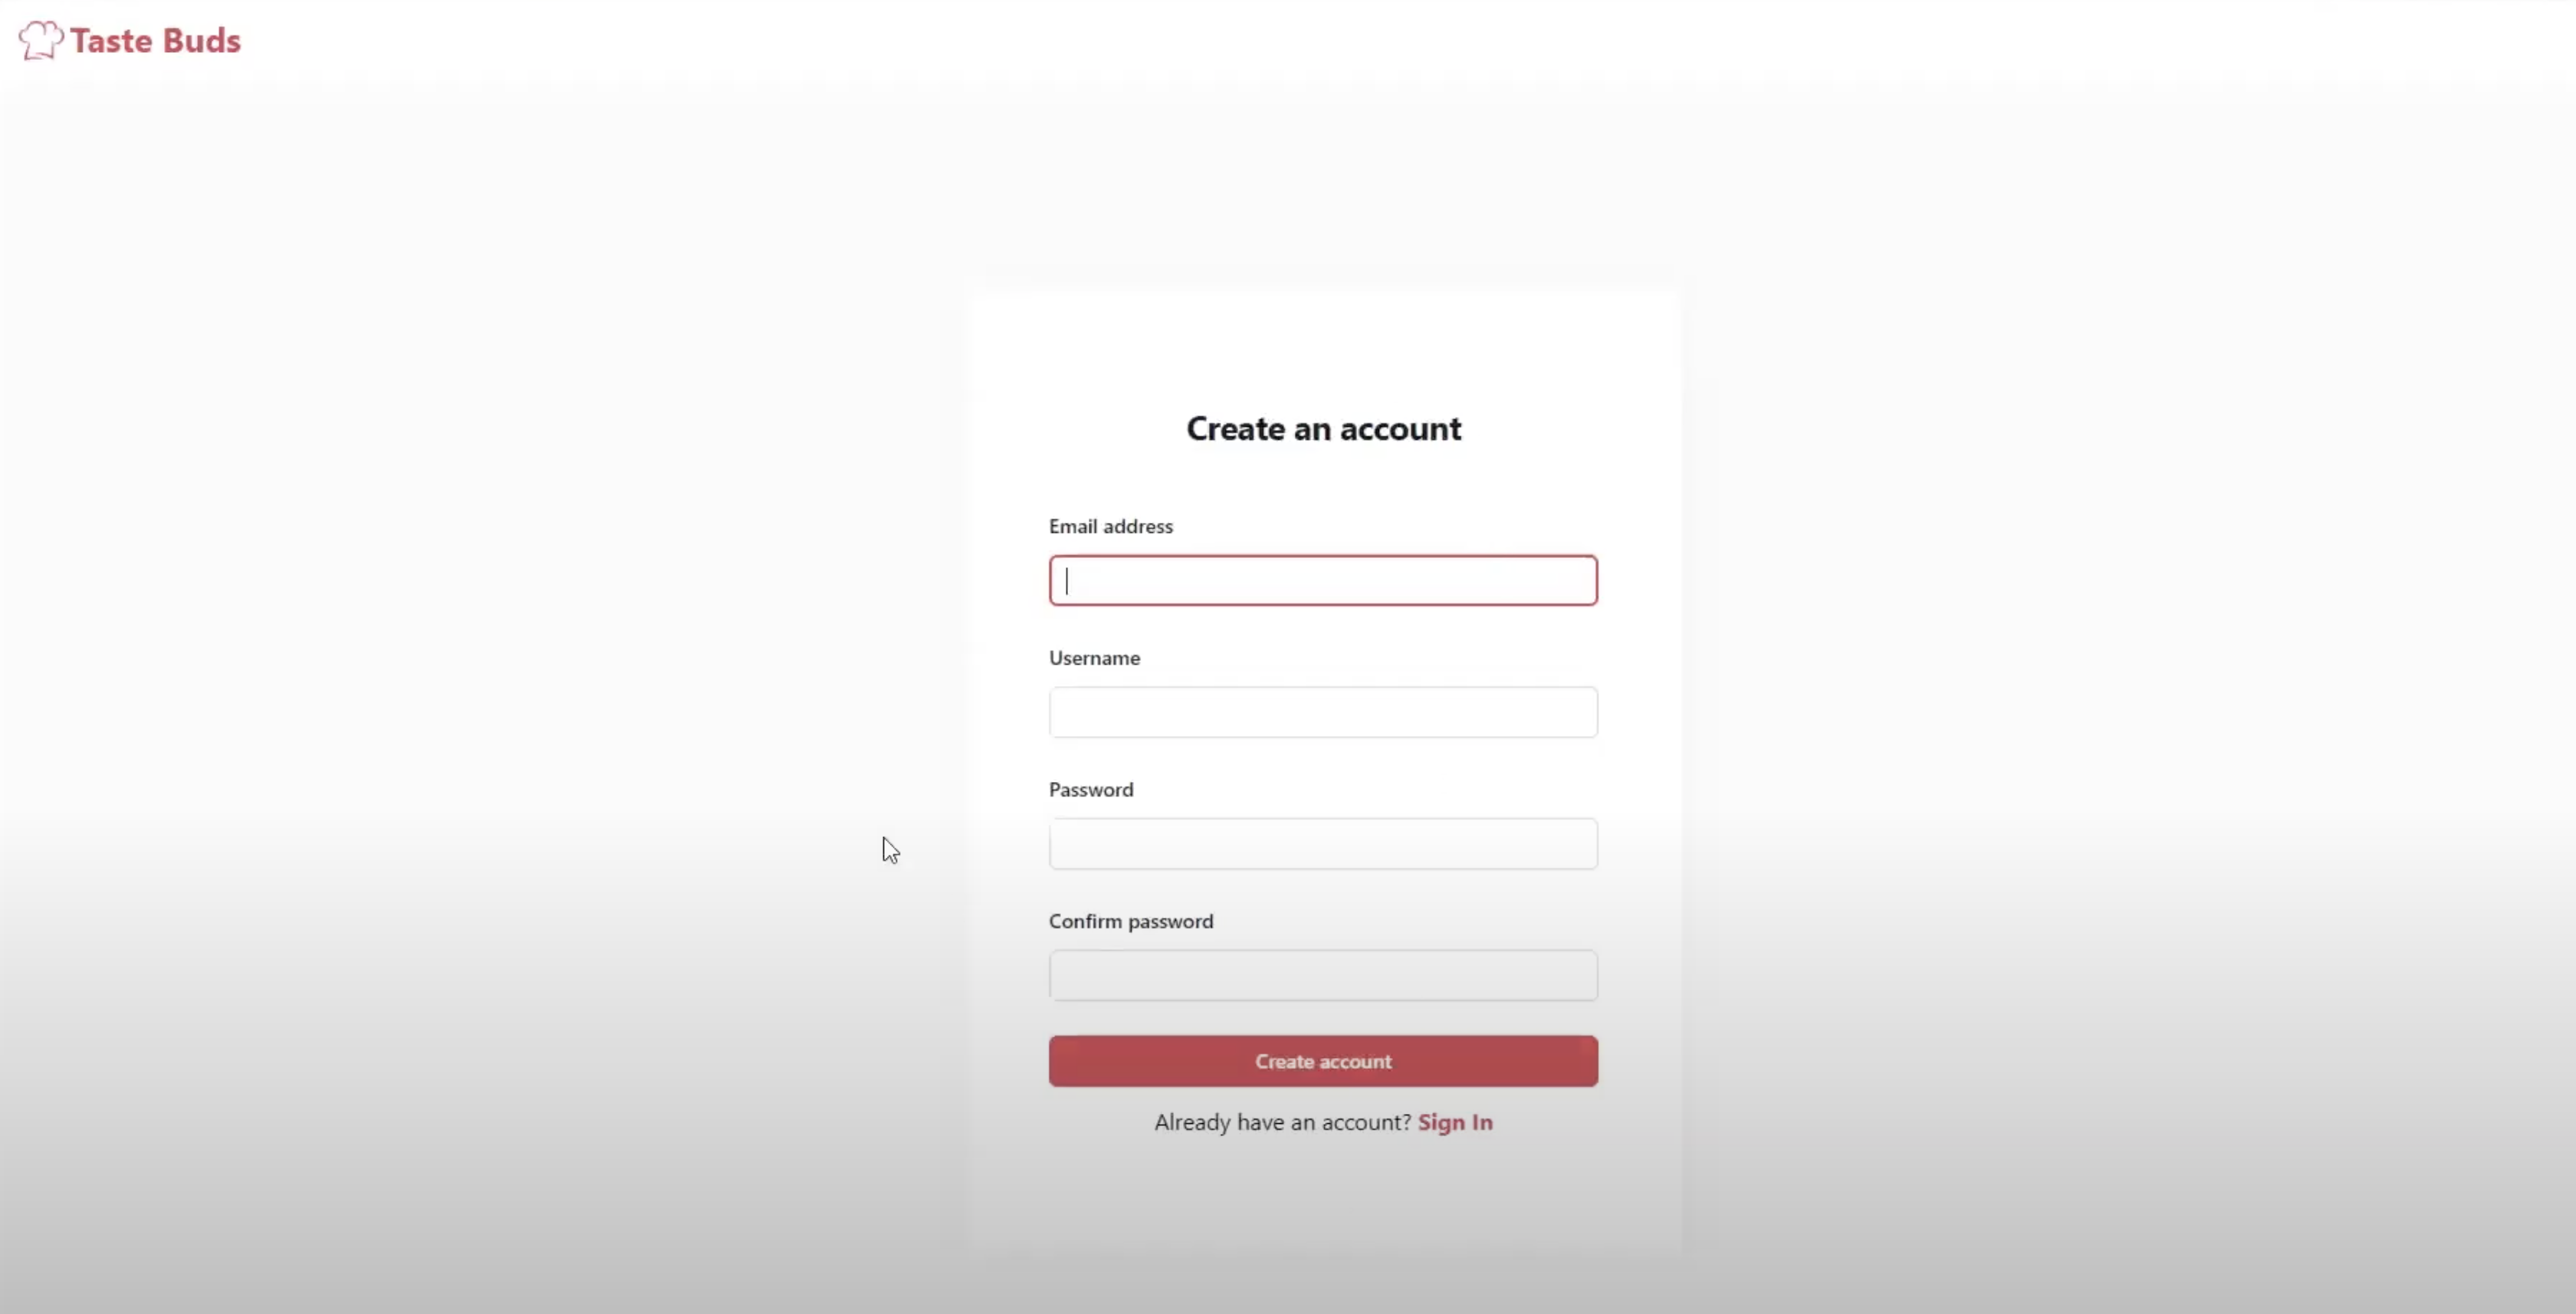 Taste Buds
Create an account
Email address
Username
Password
Confirm password
Create account
Already have an account? Sign In